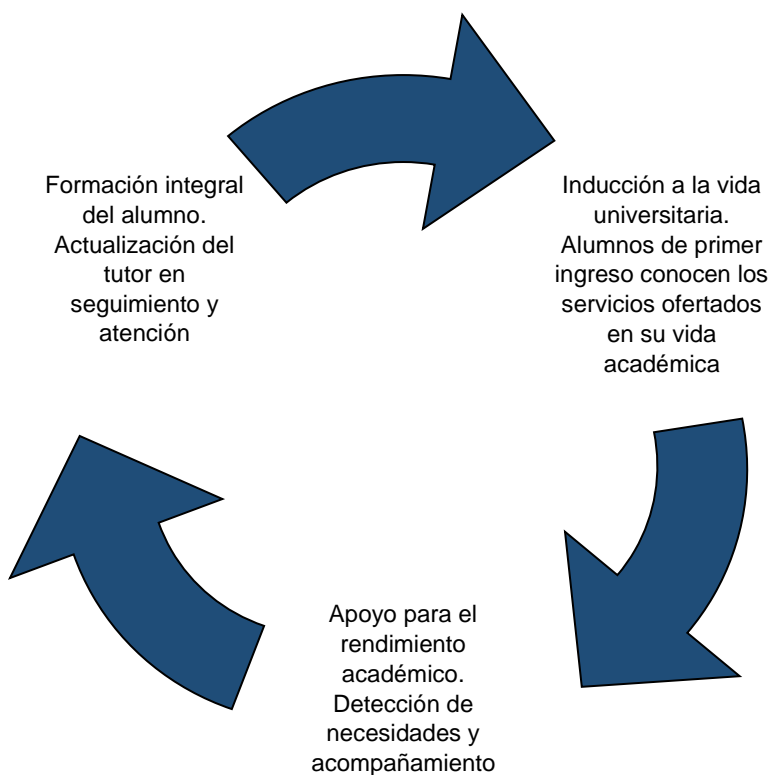 Formación integral
del alumno.
Actualización del
tutor en
seguimiento y
atención
Inducción a la vida
universitaria.
Alumnos de primer
ingreso conocen los
servicios ofertados
en su vida
académica
Apoyo para el
rendimiento
académico.
Detección de
necesidades y
acompañamiento